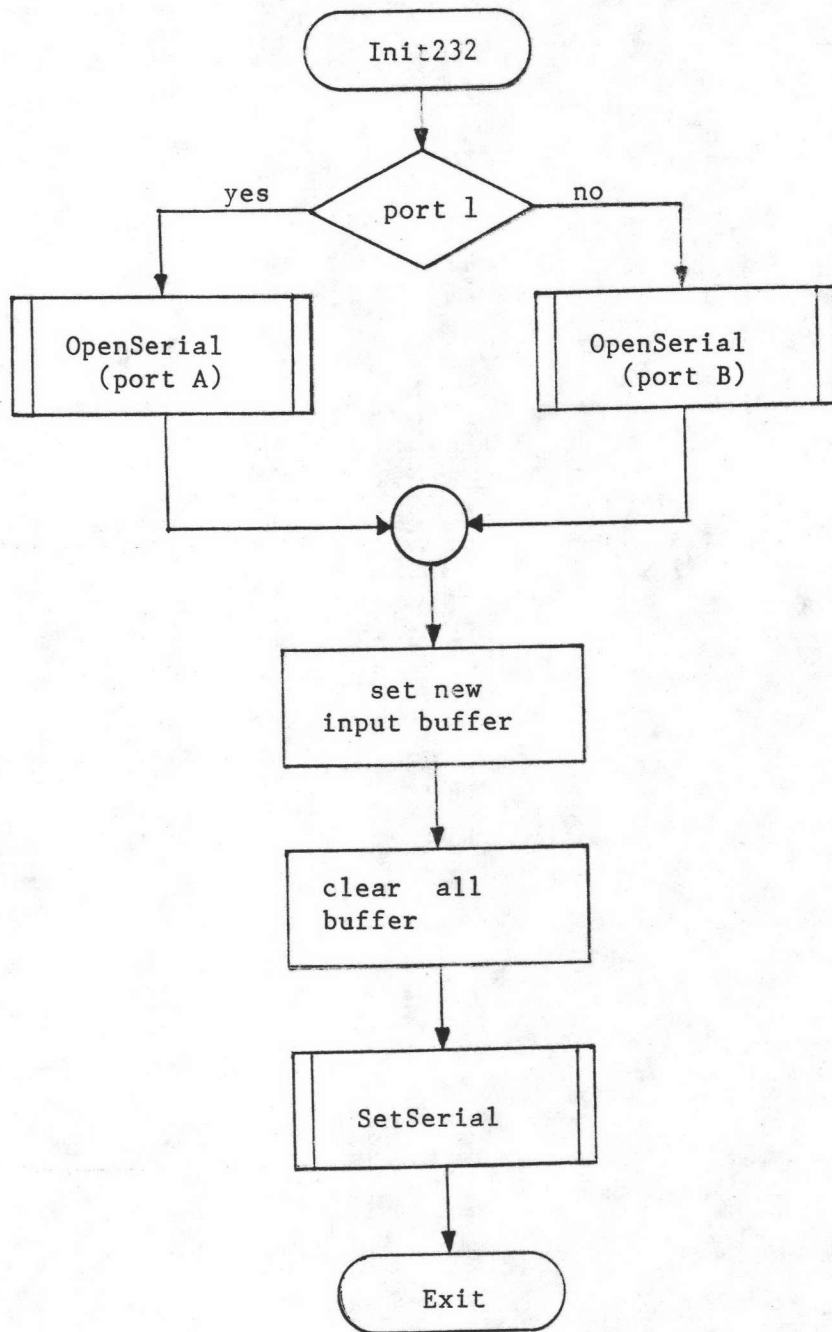 Init232
yes
port 1
no
OpenSerial
(port A)
OpenSerial
(port B)
set new
input buffer
clear all
buffer
SetSerial
Exit